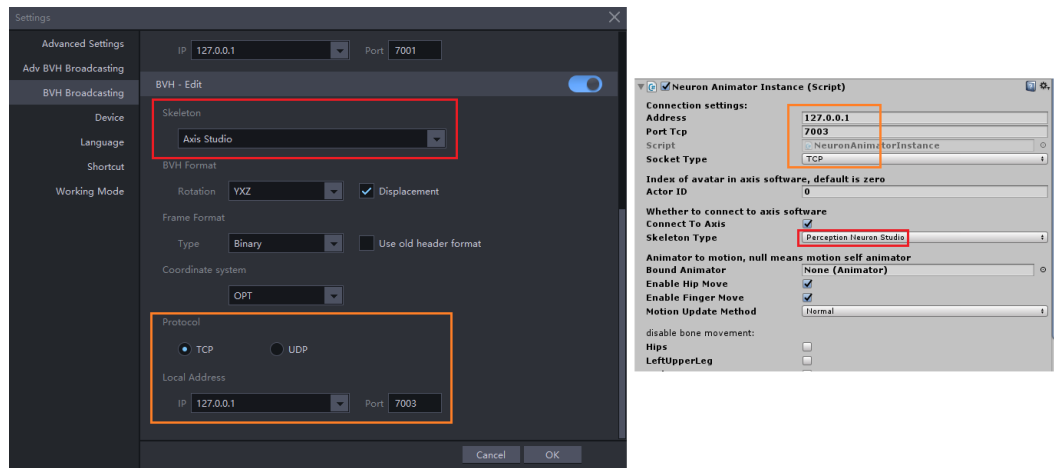 Settings
Advanced Settings
Adv BVH Broadcasting
BVH Broadcasting
Device
Language
Shortcut
Working Mode
IP 127.0.0.1 Port 7001
BVH - Edit
Skeleton
Axis Studio
BVH Format
Rotation YXZ Displacement
Frame Format
Type Binary Use old header format
Coordinate system
OPT
Protocol
TCP UDP
Local Address
IP 127.0.0.1 Port 7003
Cancel OK
Neuron Animator Instance (Script)
Connection settings:
Address 127.0.0.1
Port Tcp 7003
Script NeuronAnimatorInstance
Socket Type TCP
Index of avatar in axis software, default is zero
Actor ID 0
Whether to connect to axis software
Connect To Axis
Skeleton Type Perception Neuron Studio
Animator to motion, null means motion self animator
Bound Animator None (Animator)
Enable Hip Move
Enable Finger Move
Motion Update Method Normal
disable bone movement:
Hips
LeftUpperLeg